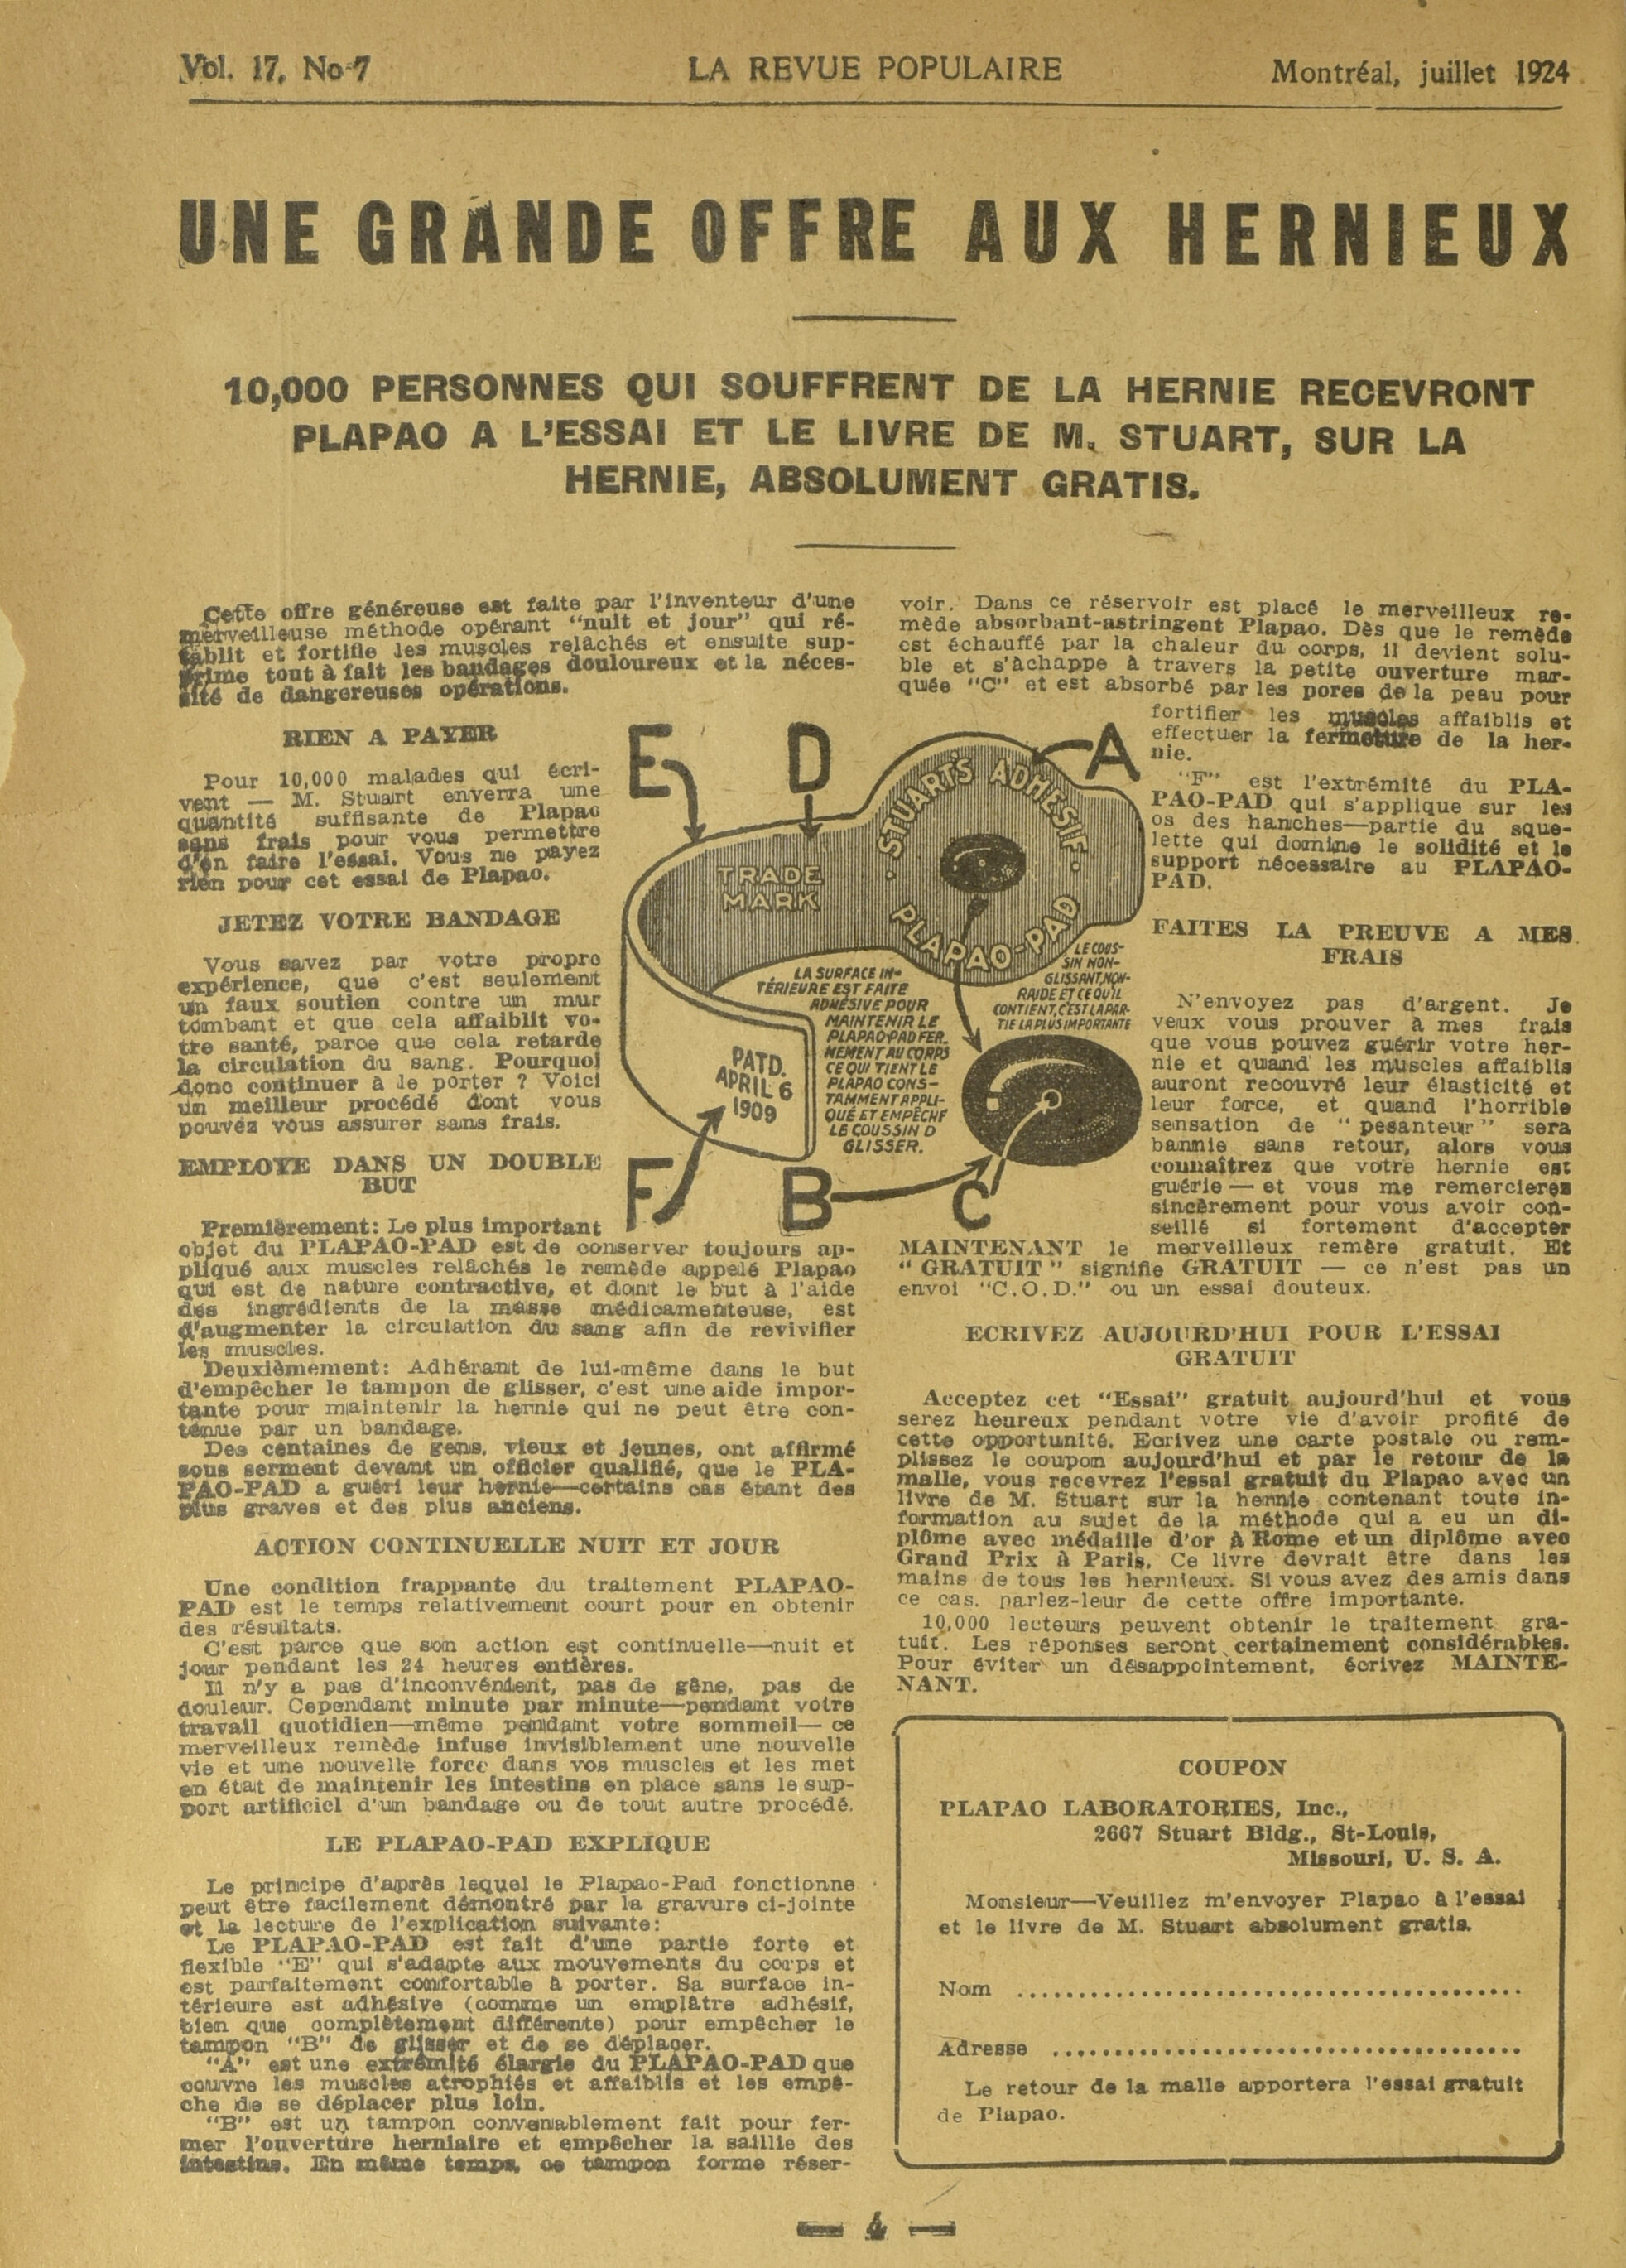 Vol. 17, No 7
LA REVUE POPULAIRE
Montréal, juillet 1924
UNE GRANDE OFFRE AUX HERNIEUX
10,000 PERSONNES QUI SOUFFRENT DE LA HERNIE RECEVRONT
PLAPAO A L'ESSAI ET LE LIVRE DE M. STUART, SUR LA
HERNIE, ABSOLUMENT GRATIS.
Cette offre généreuse est faite par l'inventeur d'une
merveilleuse méthode opérant "nuit et jour" qui ré-
tablit et fortifie les muscles relâchés et ensuite sup-
prime tout à fait les bandages douloureux et la néces-
sité de dangereuses opérations.
RIEN A PAYER
Pour 10,000 malades qui écri-
vent — M. Stuart enverra une
quantité suffisante de Plapao
sans frais pour vous permettre
d'en faire l'essai. Vous ne payez
rien pour cet essai de Plapao.
JETEZ VOTRE BANDAGE
Vous savez par votre propre
expérience, que c'est seulement
un faux soutien contre un mur
tombant et que cela affaiblit vo-
tre santé, parce que cela retarde
la circulation du sang. Pourquoi
donc continuer à le porter ? Voici
un meilleur procédé dont vous
pouvez vous assurer sans frais.
EMPLOYE DANS UN DOUBLE
BUT
Premièrement: Le plus important
objet du PLAPAO-PAD est de conserver toujours ap-
pliqué aux muscles relâchés le remède appelé Plapao
qui est de nature contractive, et dont le but à l'aide
des ingrédients de la masse médicamenteuse, est
d'augmenter la circulation du sang afin de revivifier
les muscles.
Deuxièmement: Adhérant de lui-même dans le but
d'empêcher le tampon de glisser, c'est une aide impor-
tante pour maintenir la hernie qui ne peut être con-
tenue par un bandage.
Des centaines de gens, vieux et jeunes, ont affirmé
sous serment devant un officier qualifié, que le PLA-
PAO-PAD a guéri leur hernie—certains cas étant des
plus graves et des plus anciens.
ACTION CONTINUELLE NUIT ET JOUR
Une condition frappante du traitement PLAPAO-
PAD est le temps relativement court pour en obtenir
des résultats.
C'est parce que son action est continuelle—nuit et
jour pendant les 24 heures entières.
Il n'y a pas d'inconvénient, pas de gêne, pas de
douleur. Cependant minute par minute—pendant votre
travail quotidien—même pendant votre sommeil— ce
merveilleux remède infuse invisiblement une nouvelle
vie et une nouvelle force dans vos muscles et les met
en état de maintenir les intestins en place sans le sup-
port artificiel d'un bandage ou de tout autre procédé.
LE PLAPAO-PAD EXPLIQUE
Le principe d'après lequel le Plapao-Pad fonctionne
peut être facilement démontré par la gravure ci-jointe
et la lecture de l'explication suivante:
Le PLAPAO-PAD est fait d'une partie forte et
flexible "E" qui s'adapte aux mouvements du corps et
est parfaitement comfortable à porter. Sa surface in-
térieure est adhésive (comme un emplâtre adhésif,
bien que complètement différente) pour empêcher le
tampon "B" de glisser et de se déplacer.
"A" est une extrémité élargie du PLAPAO-PAD que
couvre les muscles atrophiés et affaiblis et les empê-
che de se déplacer plus loin.
"B" est un tampon convenablement fait pour fer-
mer l'ouverture herniaire et empêcher la saillie des
intestins. En même temps, ce tampon forme réser-
E
D
A
STUART'S ADHESIF
PLAPAO-PAD
TRADE
MARK
LA SURFACE IN-
TÉRIEURE EST FAITE
ADHÉSIVE POUR
MAINTENIR LE
PLAPAO-PAD FER-
MEMENT AU CORPS
CE QUI TIENT LE
PLAPAO CONS-
TAMMENT APPLI-
QUÉ ET EMPÊCHE
LE COUSSIN D
GLISSER.
LE COUS-
SIN NON-
GLISSANT, NON-
RAIDE ET CE QU'IL
CONTIENT, C'EST LA PAR-
TIE LA PLUS IMPORTANTE
PATD.
APRIL 6
1909
F
B
C
voir. Dans ce réservoir est placé le merveilleux re-
mède absorbant-astringent Plapao. Dès que le remède
est échauffé par la chaleur du corps, il devient solu-
ble et s'àchappe à travers la petite ouverture mar-
quée "C" et est absorbé par les pores de la peau pour
fortifier les muscles affaiblis et
effectuer la fermeture de la her-
nie.
"F" est l'extrémité du PLA-
PAO-PAD qui s'applique sur les
os des hanches—partie du sque-
lette qui domine le solidité et le
support nécessaire au PLAPAO-
PAD.
FAITES LA PREUVE A MES
FRAIS
N'envoyez pas d'argent. Je
veux vous prouver à mes frais
que vous pouvez guérir votre her-
nie et quand les muscles affaiblis
auront recouvré leur élasticité et
leur force, et quand l'horrible
sensation de "pesanteur" sera
bannie sans retour, alors vous
connaîtrez que votre hernie est
guérie — et vous me remercierez
sincèrement pour vous avoir con-
seillé si fortement d'accepter
MAINTENANT le merveilleux remère gratuit. Et
"GRATUIT" signifie GRATUIT — ce n'est pas un
envoi "C.O.D." ou un essai douteux.
ECRIVEZ AUJOURD'HUI POUR L'ESSAI
GRATUIT
Acceptez cet "Essai" gratuit aujourd'hui et vous
serez heureux pendant votre vie d'avoir profité de
cette opportunité. Ecrivez une carte postale ou rem-
plissez le coupon aujourd'hui et par le retour de la
malle, vous recevrez l'essai gratuit du Plapao avec un
livre de M. Stuart sur la hernie contenant toute in-
formation au sujet de la méthode qui a eu un di-
plôme avec médaille d'or à Rome et un diplôme avec
Grand Prix à Paris. Ce livre devrait être dans les
mains de tous les hernieux. Si vous avez des amis dans
ce cas, parlez-leur de cette offre importante.
10,000 lecteurs peuvent obtenir le traitement gra-
tuit. Les réponses seront certainement considérables.
Pour éviter un désappointement, écrivez MAINTE-
NANT.
COUPON
PLAPAO LABORATORIES, Inc.,
2667 Stuart Bldg., St-Louis,
Missouri, U. S. A.
Monsieur—Veuillez m'envoyer Plapao à l'essai
et le livre de M. Stuart absolument gratis.
Nom ........................................
Adresse ........................................
Le retour de la malle apportera l'essai gratuit
de Plapao.
— 4 —